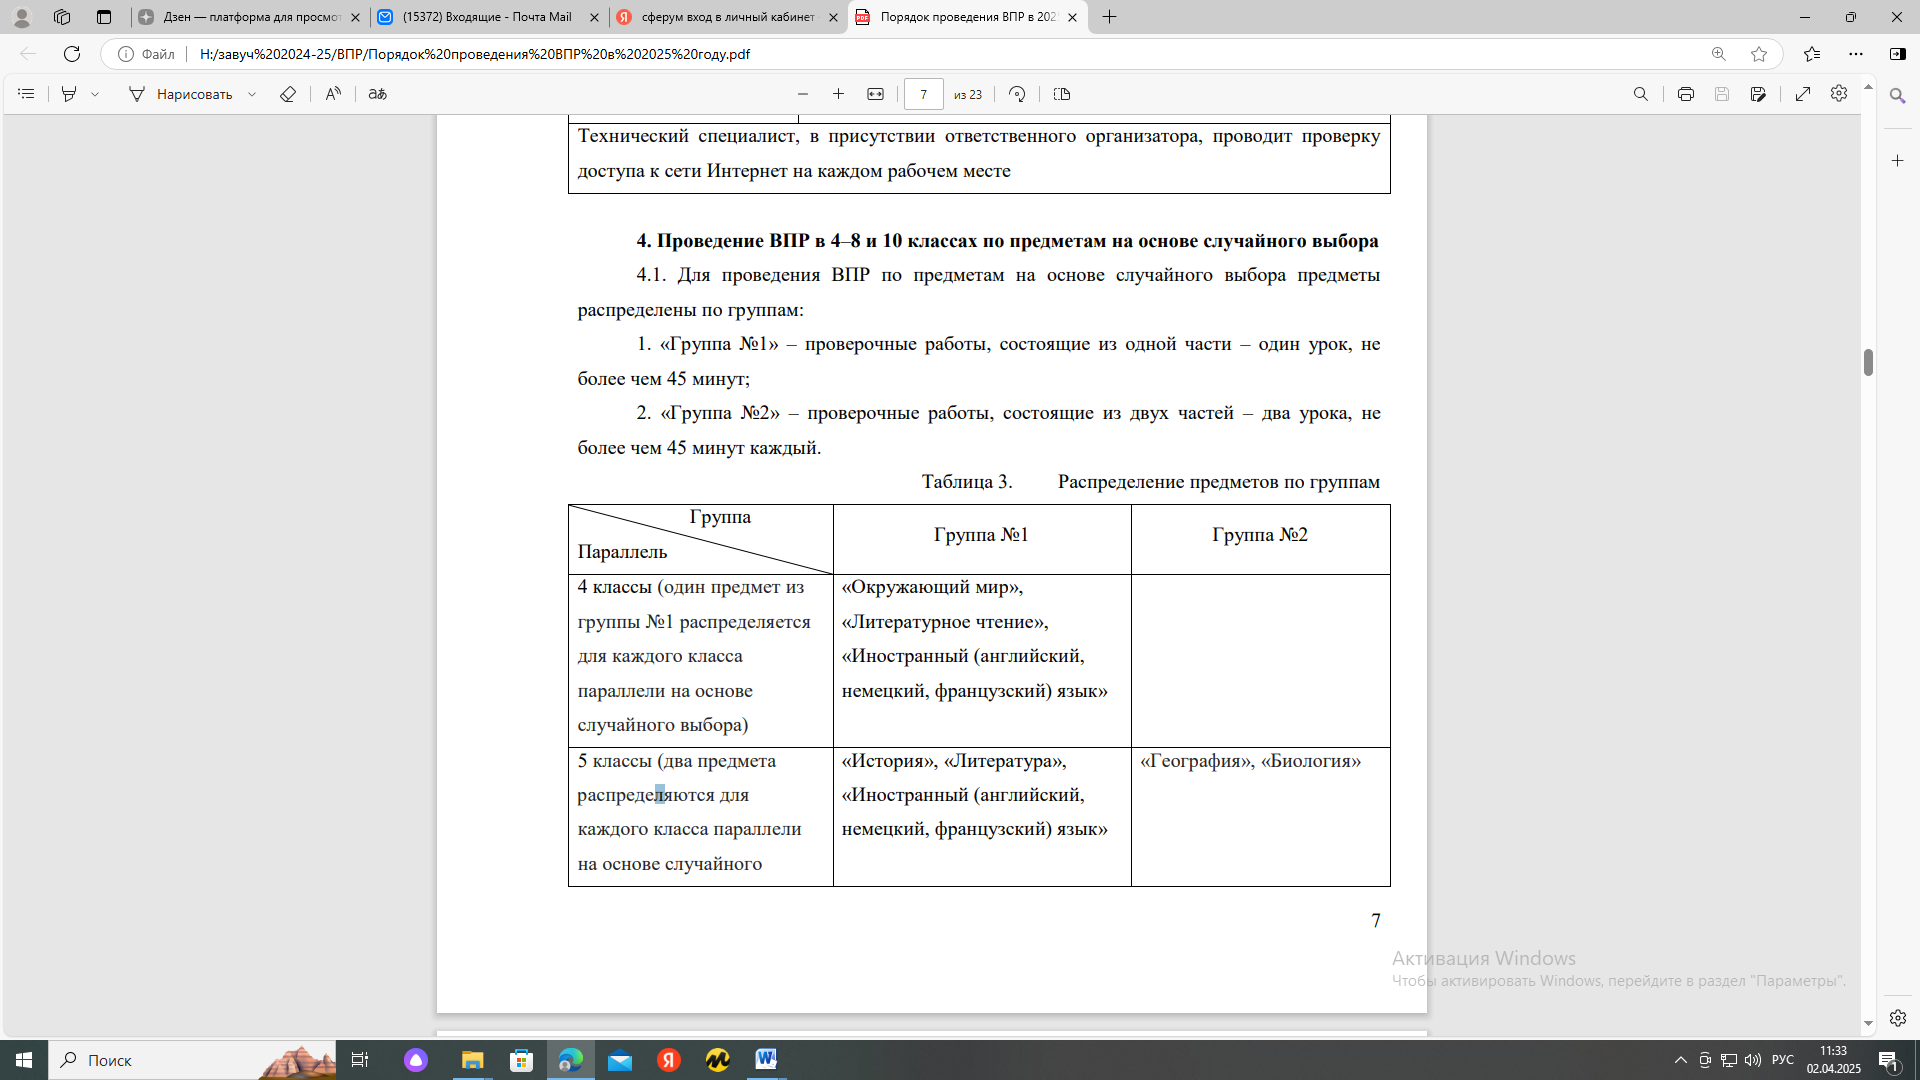 Дзен — платформа для просмот
(15372) Входящие - Почта Mail
сферум вход в личный кабинет
Порядок проведения ВПР в 202
Файл
H:/завуч%202024-25/ВПР/Порядок%20проведения%20ВПР%20в%202025%20году.pdf
Нарисовать
7
из 23
Технический специалист, в присутствии ответственного организатора, проводит проверку
доступа к сети Интернет на каждом рабочем месте
4. Проведение ВПР в 4–8 и 10 классах по предметам на основе случайного выбора
4.1. Для проведения ВПР по предметам на основе случайного выбора предметы
распределены по группам:
1. «Группа №1» – проверочные работы, состоящие из одной части – один урок, не
более чем 45 минут;
2. «Группа №2» – проверочные работы, состоящие из двух частей – два урока, не
более чем 45 минут каждый.
Таблица 3. Распределение предметов по группам
Группа
Параллель
Группа №1
Группа №2
4 классы (один предмет из
группы №1 распределяется
для каждого класса
параллели на основе
случайного выбора)
«Окружающий мир»,
«Литературное чтение»,
«Иностранный (английский,
немецкий, французский) язык»
5 классы (два предмета
распределяются для
каждого класса параллели
на основе случайного
«История», «Литература»,
«Иностранный (английский,
немецкий, французский) язык»
«География», «Биология»
7
Активация Windows
Чтобы активировать Windows, перейдите в раздел "Параметры".
Поиск
РУС
11:33
02.04.2025
1